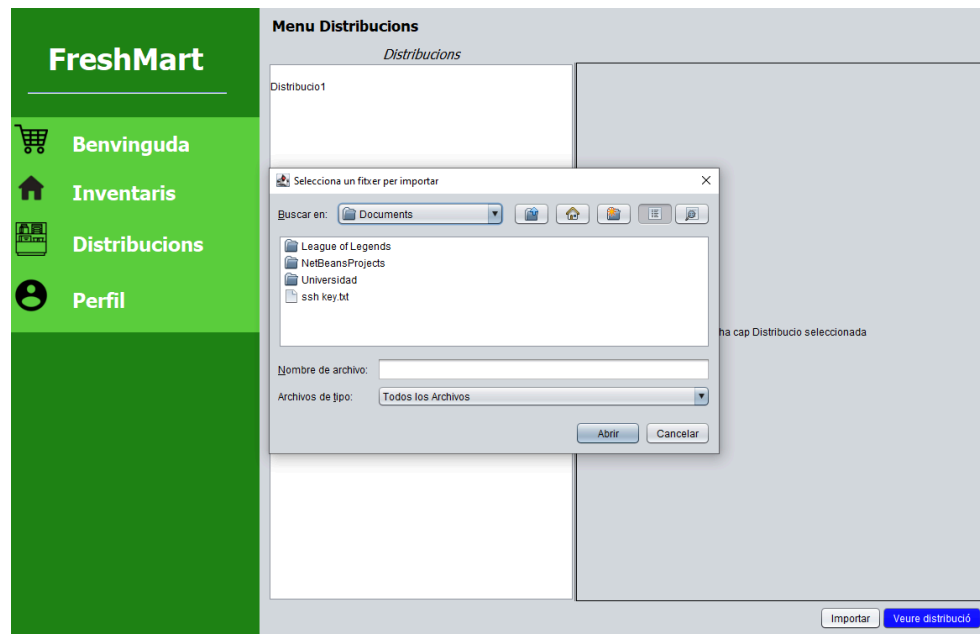 FreshMart
Benvinguda
Inventaris
Distribucions
Perfil
Menu Distribucions
Distribucions
Distribucio1
Selecciona un fitxer per importar
Buscar en: Documents
League of Legends
NetBeansProjects
Universidad
ssh key.txt
Nombre de archivo:
Archivos de tipo: Todos los Archivos
Abrir Cancelar
ha cap Distribucio seleccionada
Importar Veure distribució